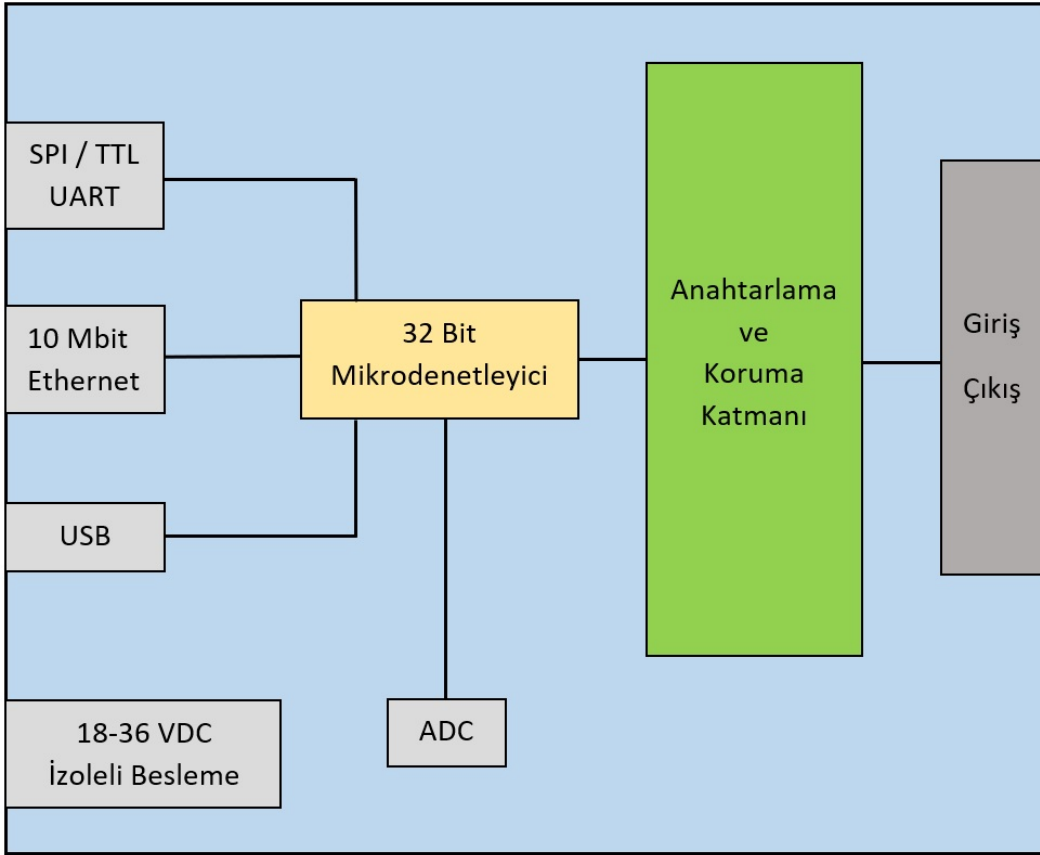 SPI / TTL
UART
10 Mbit
Ethernet
USB
18-36 VDC
İzoleli Besleme
32 Bit
Mikrodenetleyici
ADC
Anahtarlama
ve
Koruma
Katmanı
Giriş
Çıkış